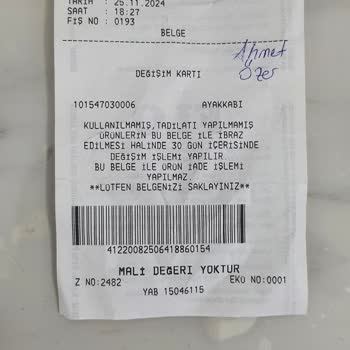 TARİH : 25.11.2024
SAAT : 18:27
FİŞ NO : 0193
BELGE
Ahmet
Özer
DEĞİŞİM KARTI
101547030006 AYAKKABI
KULLANILMAMIŞ,TADİLATI YAPILMAMIŞ
ÜRÜNLERİN BU BELGE İLE İBRAZ
EDİLMESİ HALİNDE 30 GÜN İÇERİSİNDE
DEĞİŞİM İŞLEMİ YAPILIR.
BU BELGE İLE ÜRÜN İADE İŞLEMİ
YAPILMAZ.
**LÜTFEN BELGENİZİ SAKLAYINIZ**
41220082506418860154
MALİ DEĞERİ YOKTUR
Z NO:2482 EKÜ NO:0001
YAB 15046115